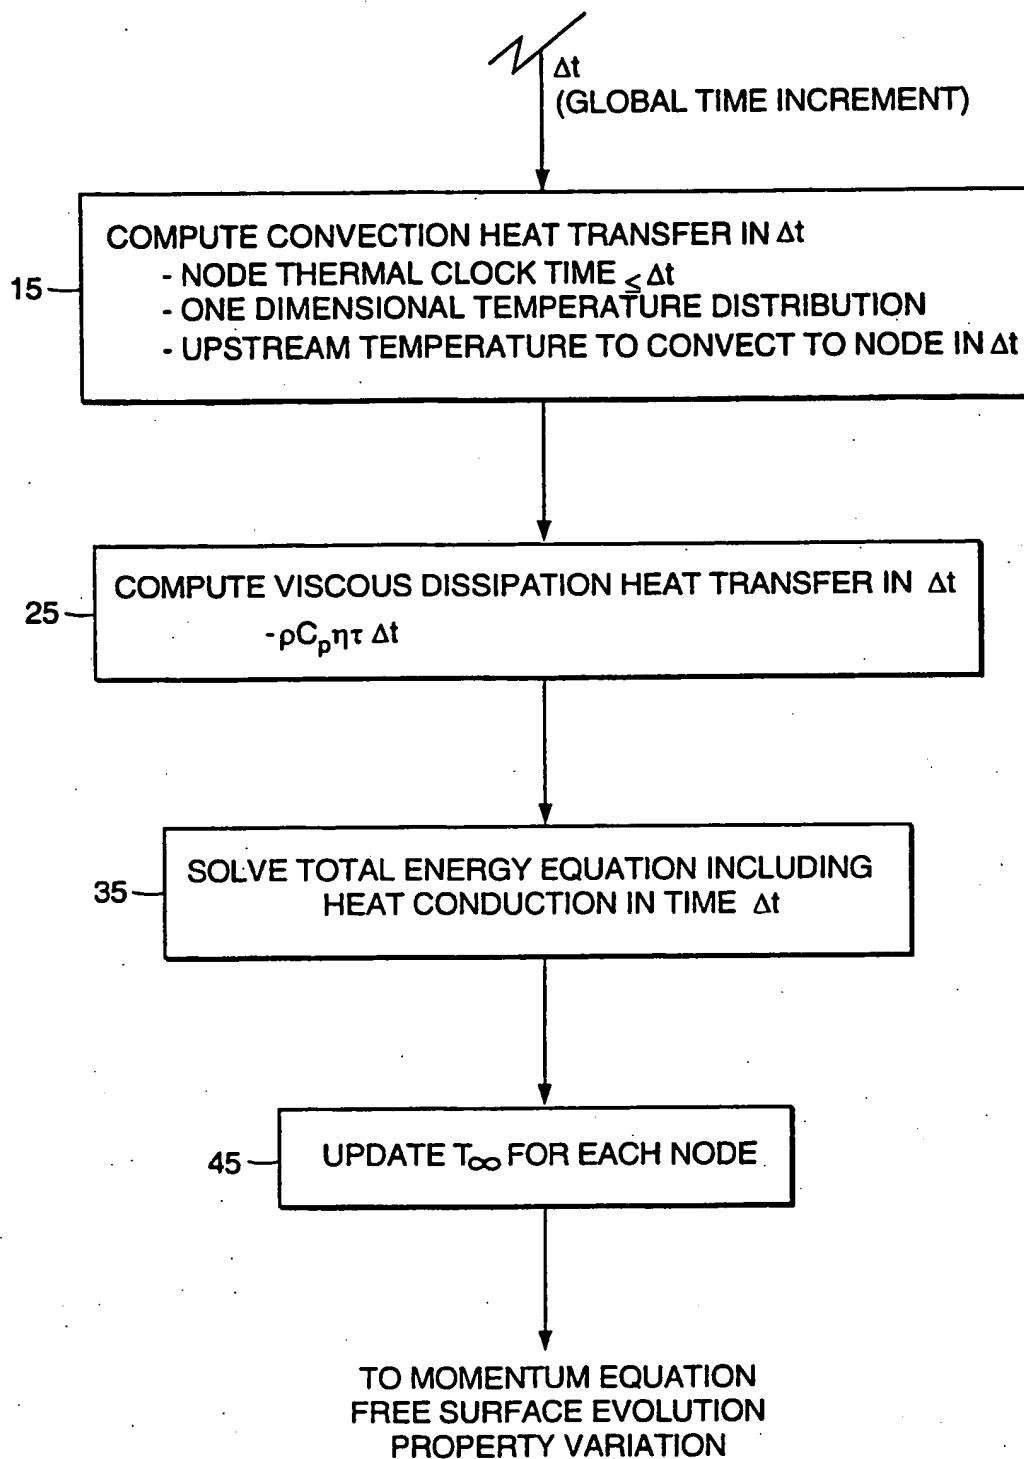 Δt
(GLOBAL TIME INCREMENT)
COMPUTE CONVECTION HEAT TRANSFER IN Δt
- NODE THERMAL CLOCK TIME ≤ Δt
- ONE DIMENSIONAL TEMPERATURE DISTRIBUTION
- UPSTREAM TEMPERATURE TO CONVECT TO NODE IN Δt
15
COMPUTE VISCOUS DISSIPATION HEAT TRANSFER IN Δt
- ρCpητ Δt
25
SOLVE TOTAL ENERGY EQUATION INCLUDING
HEAT CONDUCTION IN TIME Δt
35
UPDATE T∞ FOR EACH NODE
45
TO MOMENTUM EQUATION
FREE SURFACE EVOLUTION
PROPERTY VARIATION